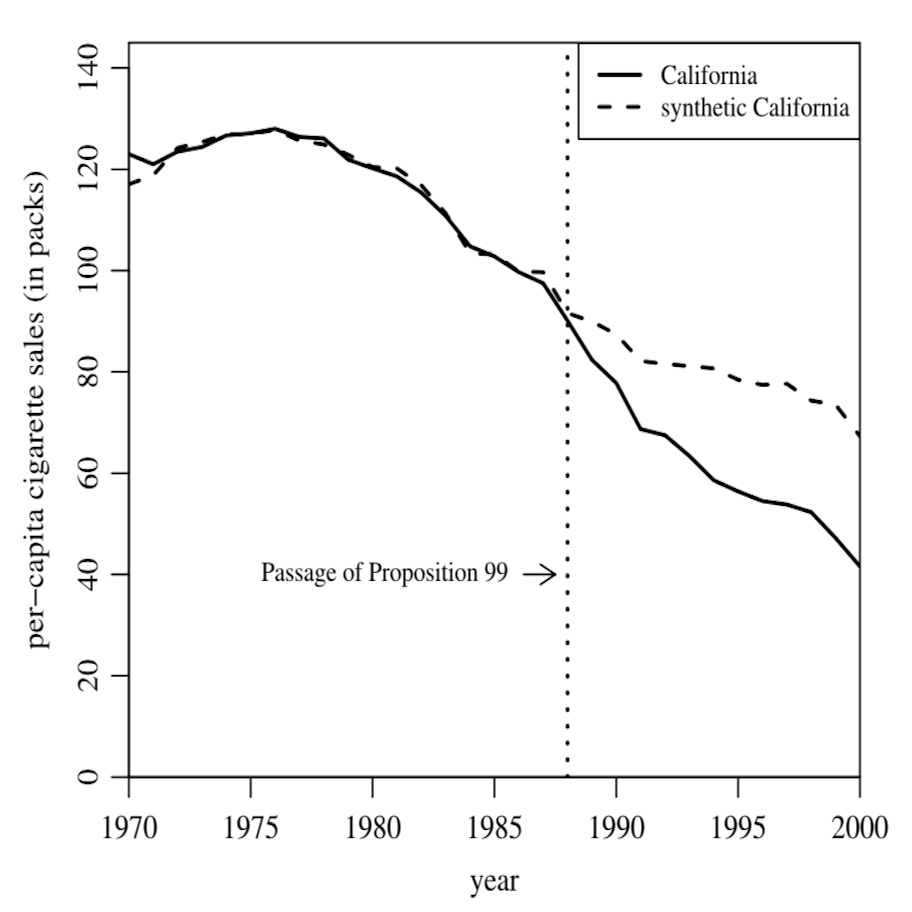 140
120
100
80
60
40
20
0
per−capita cigarette sales (in packs)
California
synthetic California
Passage of Proposition 99
1970 1975 1980 1985 1990 1995 2000
year